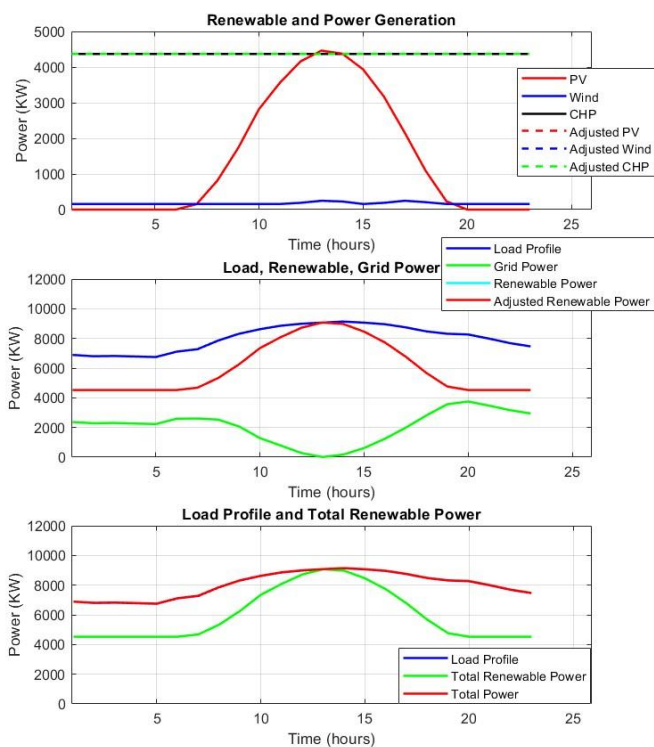 Renewable and Power Generation
5000
4000
3000
2000
1000
0
Power (KW)
5
10
15
20
25
Time (hours)
PV
Wind
CHP
Adjusted PV
Adjusted Wind
Adjusted CHP
Load, Renewable, Grid Power
12000
10000
8000
6000
4000
2000
0
Power (KW)
5
10
15
20
25
Time (hours)
Load Profile
Grid Power
Renewable Power
Adjusted Renewable Power
Load Profile and Total Renewable Power
12000
10000
8000
6000
4000
2000
0
Power (KW)
5
10
15
20
25
Time (hours)
Load Profile
Total Renewable Power
Total Power